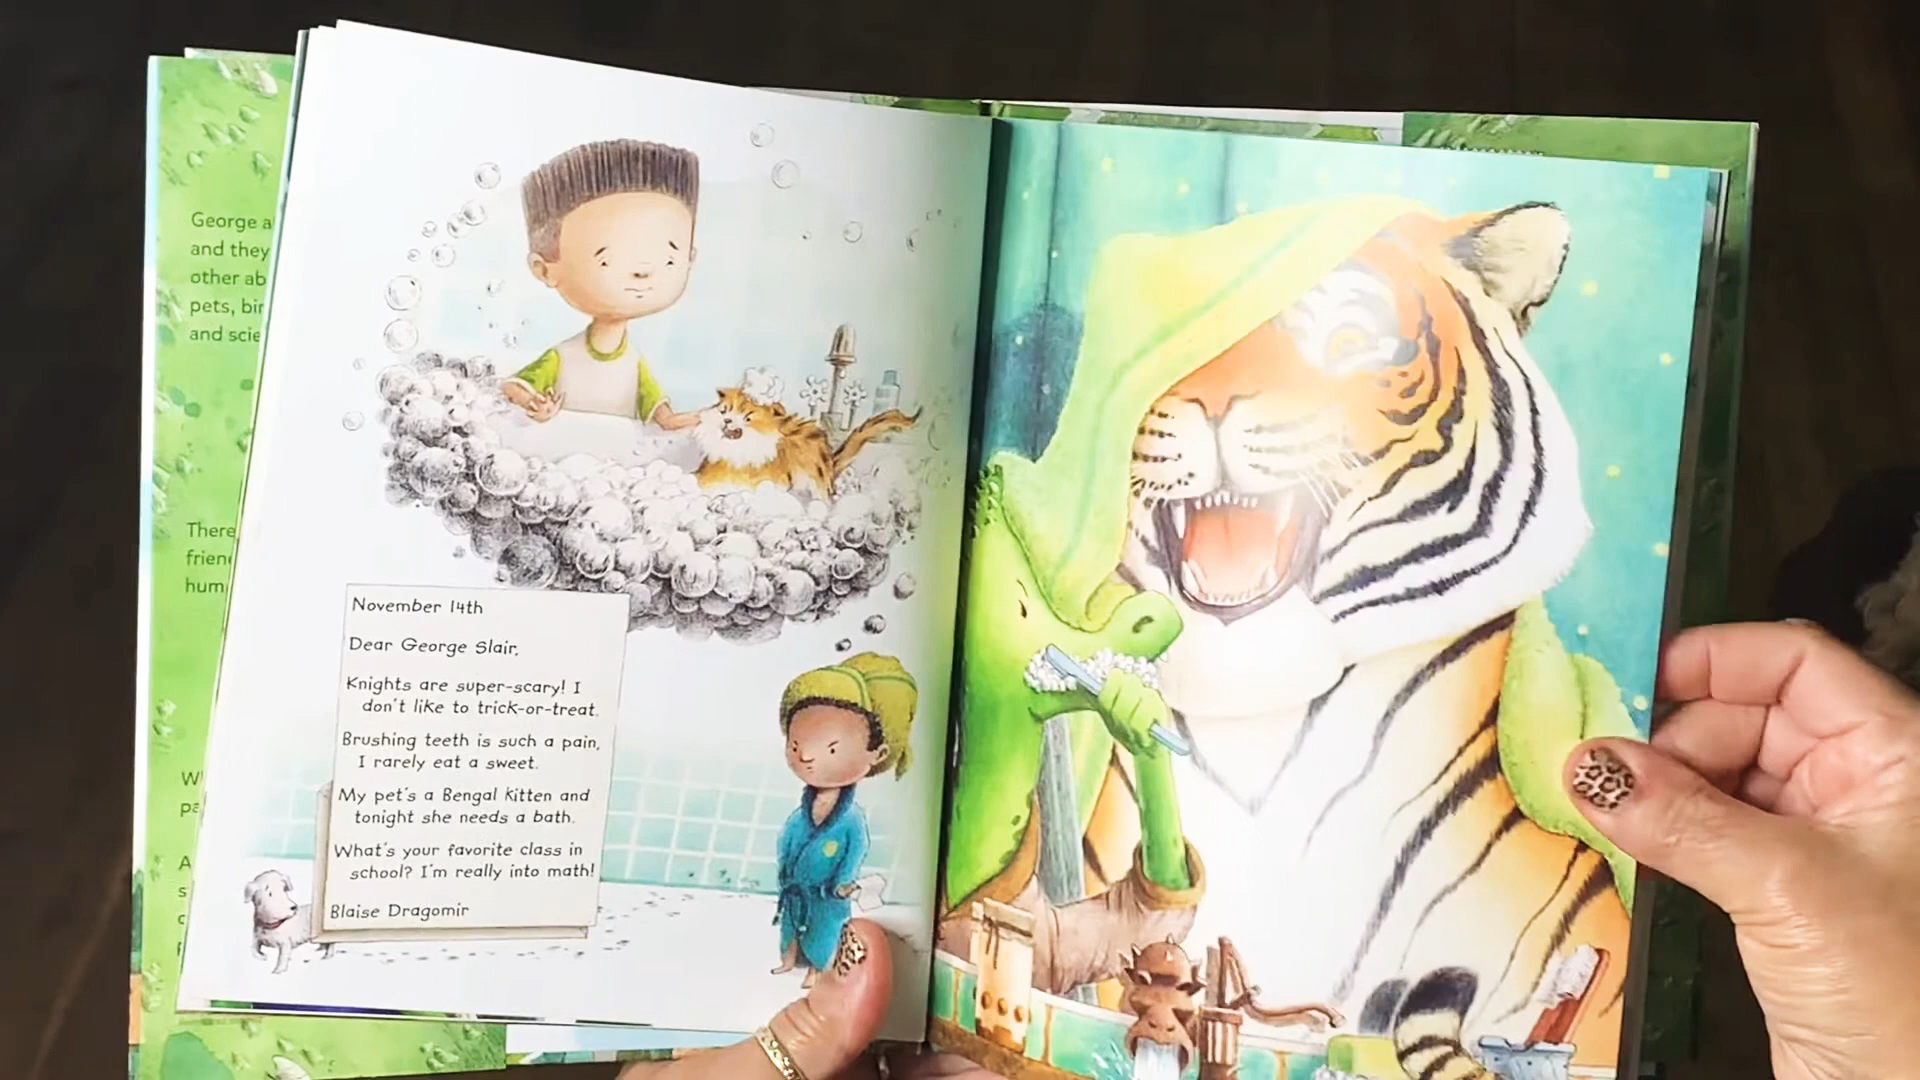 George a
and they
other ab
pets, bir
and scie
There
frien
hum
W
pa
A
s
November 14th
Dear George Slair,
Knights are super-scary! I
don't like to trick-or-treat.
Brushing teeth is such a pain,
I rarely eat a sweet.
My pet's a Bengal kitten and
tonight she needs a bath.
What's your favorite class in
school? I'm really into math!
Blaise Dragomir